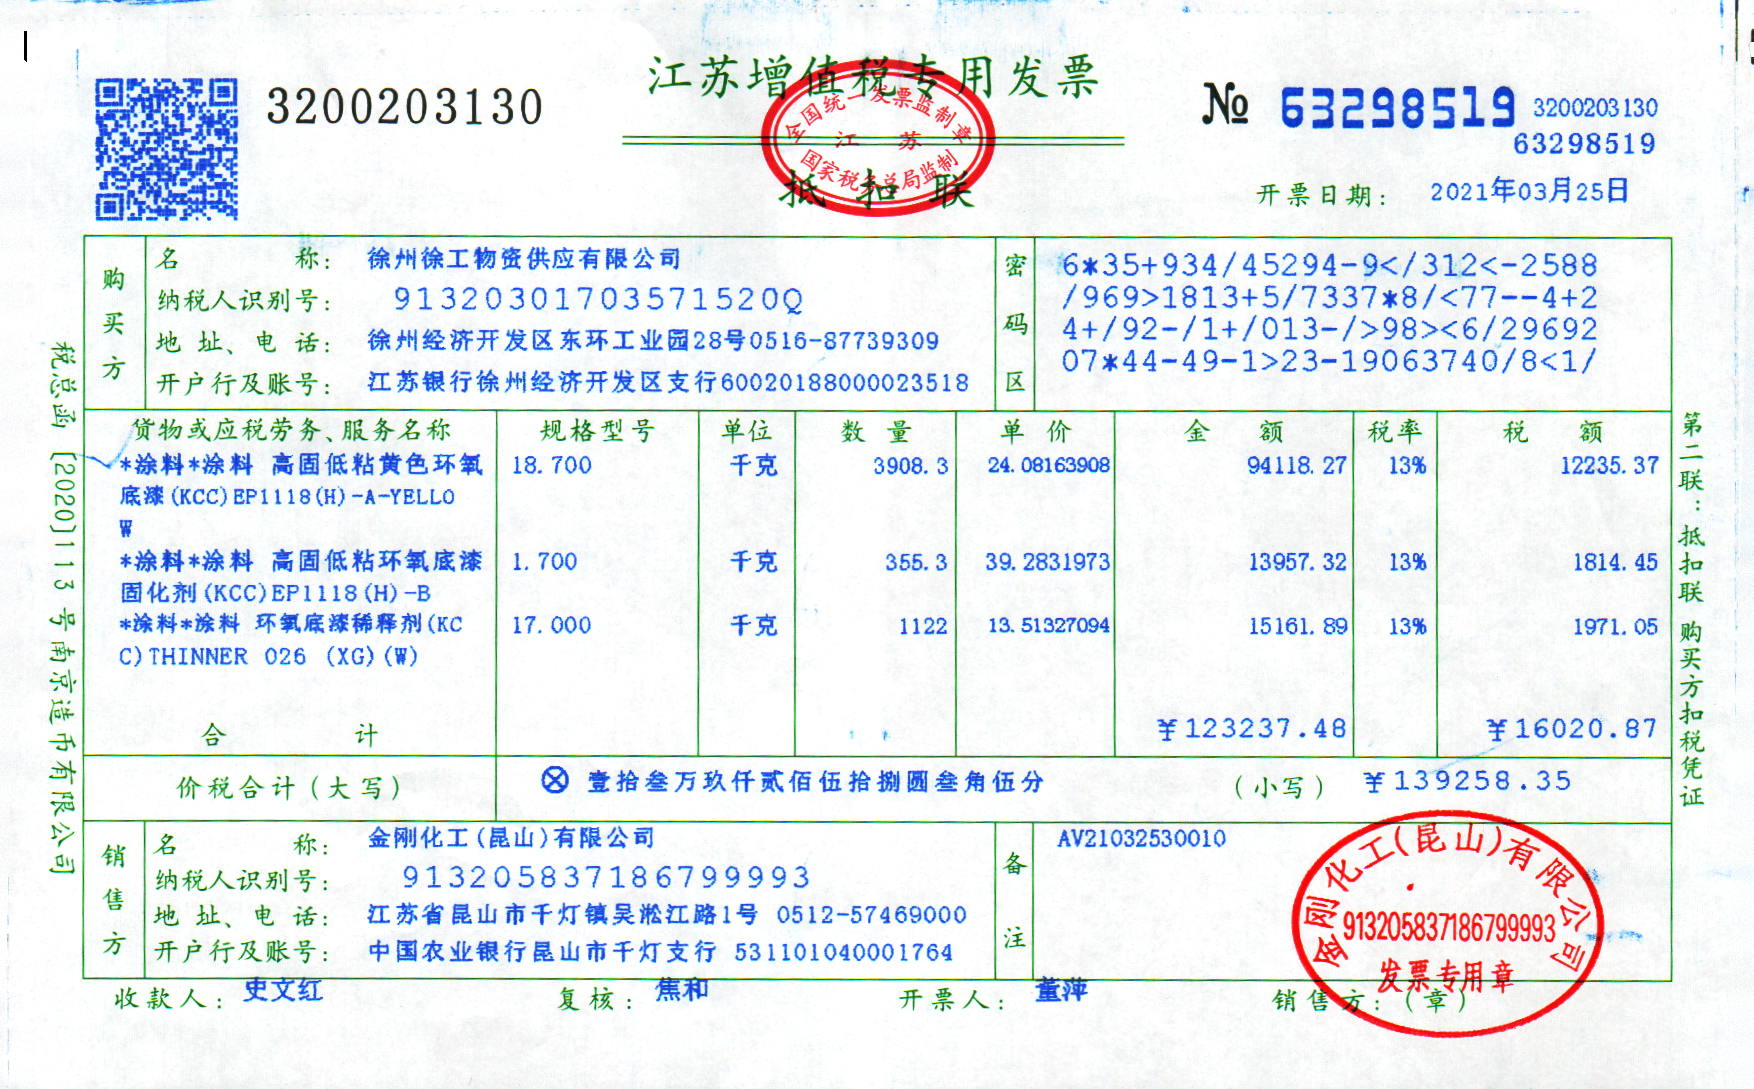 江苏增值税专用发票
3200203130
№ 63298519 3200203130
63298519
全国统一发票监制章
江 苏
国家税务总局监制
抵扣联
开票日期: 2021年03月25日
购买方
名 称: 徐州徐工物资供应有限公司
纳税人识别号: 91320301703571520Q
地 址、电 话: 徐州经济开发区东环工业园28号0516-87739309
开户行及账号: 江苏银行徐州经济开发区支行60020188000023518
密码区
6*35+934/45294-9</312<-2588
/969>1813+5/7337*8/<77--4+2
4+/92-/1+/013-/>98><6/29692
07*44-49-1>23-19063740/8<1/
货物或应税劳务、服务名称 规格型号 单位 数 量 单 价 金 额 税率 税 额
*涂料*涂料 高固低粘黄色环氧 18.700 千克 3908.3 24.08163908 94118.27 13% 12235.37
底漆(KCC)EP1118(H)-A-YELLO
W
*涂料*涂料 高固低粘环氧底漆 1.700 千克 355.3 39.2831973 13957.32 13% 1814.45
固化剂(KCC)EP1118(H)-B
*涂料*涂料 环氧底漆稀释剂(KC 17.000 千克 1122 13.51327094 15161.89 13% 1971.05
C)THINNER 026 (XG)(W)
合 计 ¥123237.48 ¥16020.87
价税合计(大写) ⊗ 壹拾叁万玖仟贰佰伍拾捌圆叁角伍分 (小写) ¥139258.35
销售方
名 称: 金刚化工(昆山)有限公司
纳税人识别号: 913205837186799993
地 址、电 话: 江苏省昆山市千灯镇吴淞江路1号 0512-57469000
开户行及账号: 中国农业银行昆山市千灯支行 531101040001764
备注
AV21032530010
金刚化工(昆山)有限公司
913205837186799993
发票专用章
收款人: 史文红 复核: 焦和 开票人: 董萍 销售方:(章)
税总函[2020]113号南京造币有限公司
第二联:抵扣联 购买方扣税凭证